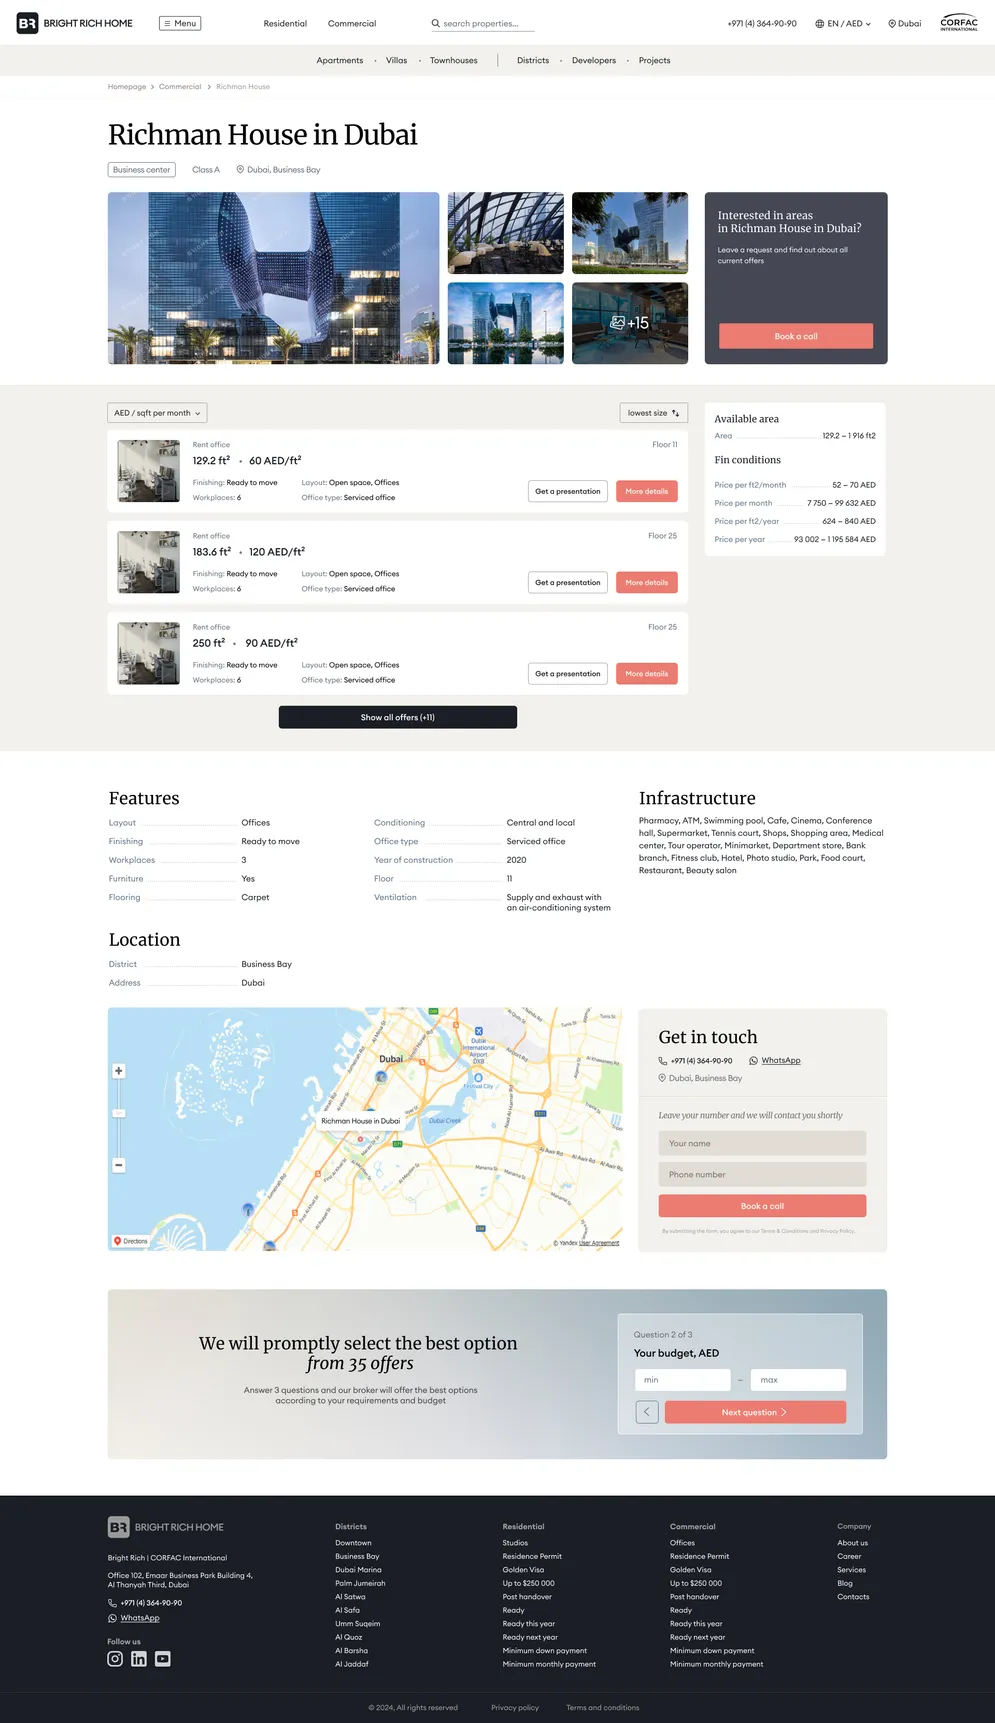 BR BRIGHT RICH HOME
Menu
Residential
Commercial
search properties...
+971 (4) 364-90-90
EN / AED
Dubai
CORFAC
INTERNATIONAL
Apartments • Villas • Townhouses | Districts • Developers • Projects
Homepage > Commercial > Richman House
Richman House in Dubai
Business center
Class A
Dubai, Business Bay
+15
Interested in areas
in Richman House in Dubai?
Leave a request and find out about all
current offers
Book a call
AED / sqft per month
lowest size
Rent office
Floor 11
129.2 ft² • 60 AED/ft²
Finishing: Ready to move
Layout: Open space, Offices
Workplaces: 6
Office type: Serviced office
Get a presentation
More details
Rent office
Floor 25
183.6 ft² • 120 AED/ft²
Finishing: Ready to move
Layout: Open space, Offices
Workplaces: 6
Office type: Serviced office
Get a presentation
More details
Rent office
Floor 25
250 ft² • 90 AED/ft²
Finishing: Ready to move
Layout: Open space, Offices
Workplaces: 6
Office type: Serviced office
Get a presentation
More details
Show all offers (+11)
Available area
Area 129.2 – 1 916 ft2
Fin conditions
Price per ft2/month 52 – 70 AED
Price per month 7 750 – 99 632 AED
Price per ft2/year 624 – 840 AED
Price per year 93 002 – 1 195 584 AED
Features
Layout Offices
Finishing Ready to move
Workplaces 3
Furniture Yes
Flooring Carpet
Conditioning Central and local
Office type Serviced office
Year of construction 2020
Floor 11
Ventilation Supply and exhaust with
an air-conditioning system
Infrastructure
Pharmacy, ATM, Swimming pool, Cafe, Cinema, Conference
hall, Supermarket, Tennis court, Shops, Shopping area, Medical
center, Tour operator, Minimarket, Department store, Bank
branch, Fitness club, Hotel, Photo studio, Park, Food court,
Restaurant, Beauty salon
Location
District Business Bay
Address Dubai
Dubai
Dubai
International
Airport
DXB
Festival City
Dubai Creek
Richman House in Dubai
Directions
© Yandex User Agreement
Get in touch
+971 (4) 364-90-90
WhatsApp
Dubai, Business Bay
Leave your number and we will contact you shortly
Your name
Phone number
Book a call
By submitting the form, you agree to our Terms & Conditions and Privacy Policy.
We will promptly select the best option
from 35 offers
Answer 3 questions and our broker will offer the best options
according to your requirements and budget
Question 2 of 3
Your budget, AED
min – max
Next question
BR BRIGHT RICH HOME
Bright Rich | CORFAC International
Office 102, Emaar Business Park Building 4,
Al Thanyah Third, Dubai
+971 (4) 364-90-90
WhatsApp
Follow us
Districts
Downtown
Business Bay
Dubai Marina
Palm Jumeirah
Al Satwa
Al Safa
Umm Suqeim
Al Quoz
Al Barsha
Al Jaddaf
Residential
Studios
Residence Permit
Golden Visa
Up to $250 000
Post handover
Ready
Ready this year
Ready next year
Minimum down payment
Minimum monthly payment
Commercial
Offices
Residence Permit
Golden Visa
Up to $250 000
Post handover
Ready
Ready this year
Ready next year
Minimum down payment
Minimum monthly payment
Company
About us
Career
Services
Blog
Contacts
© 2024, All rights reserved
Privacy policy
Terms and conditions